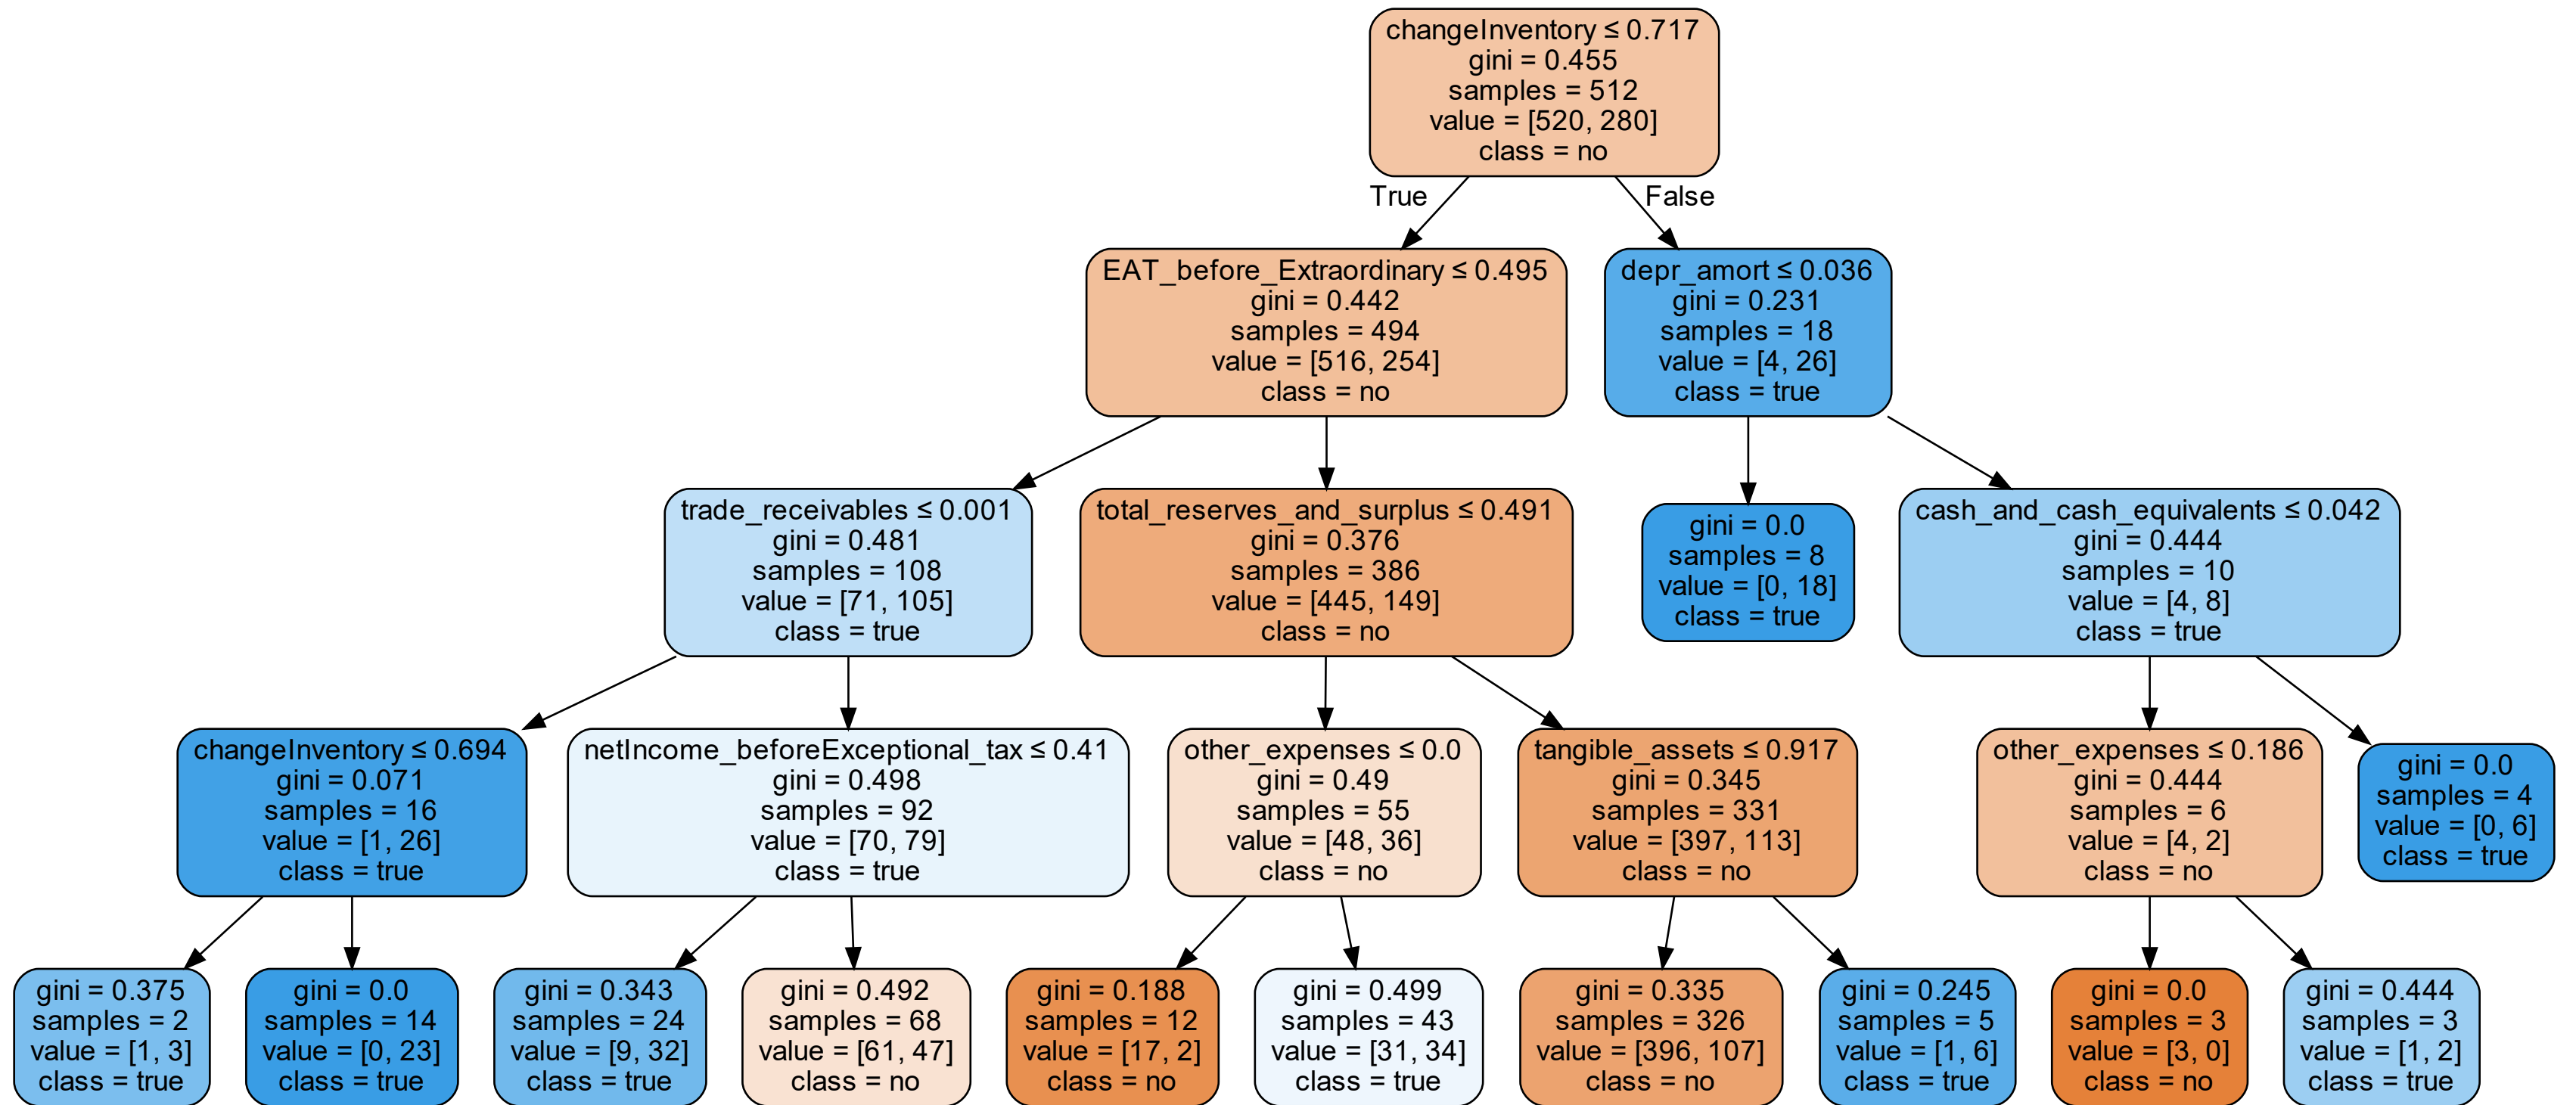 changeInventory ≤ 0.717
gini = 0.455
samples = 512
value = [520, 280]
class = no
True
False
EAT_before_Extraordinary ≤ 0.495
gini = 0.442
samples = 494
value = [516, 254]
class = no
depr_amort ≤ 0.036
gini = 0.231
samples = 18
value = [4, 26]
class = true
trade_receivables ≤ 0.001
gini = 0.481
samples = 108
value = [71, 105]
class = true
total_reserves_and_surplus ≤ 0.491
gini = 0.376
samples = 386
value = [445, 149]
class = no
gini = 0.0
samples = 8
value = [0, 18]
class = true
cash_and_cash_equivalents ≤ 0.042
gini = 0.444
samples = 10
value = [4, 8]
class = true
changeInventory ≤ 0.694
gini = 0.071
samples = 16
value = [1, 26]
class = true
netIncome_beforeExceptional_tax ≤ 0.41
gini = 0.498
samples = 92
value = [70, 79]
class = true
other_expenses ≤ 0.0
gini = 0.49
samples = 55
value = [48, 36]
class = no
tangible_assets ≤ 0.917
gini = 0.345
samples = 331
value = [397, 113]
class = no
other_expenses ≤ 0.186
gini = 0.444
samples = 6
value = [4, 2]
class = no
gini = 0.0
samples = 4
value = [0, 6]
class = true
gini = 0.375
samples = 2
value = [1, 3]
class = true
gini = 0.0
samples = 14
value = [0, 23]
class = true
gini = 0.343
samples = 24
value = [9, 32]
class = true
gini = 0.492
samples = 68
value = [61, 47]
class = no
gini = 0.188
samples = 12
value = [17, 2]
class = no
gini = 0.499
samples = 43
value = [31, 34]
class = true
gini = 0.335
samples = 326
value = [396, 107]
class = no
gini = 0.245
samples = 5
value = [1, 6]
class = true
gini = 0.0
samples = 3
value = [3, 0]
class = no
gini = 0.444
samples = 3
value = [1, 2]
class = true